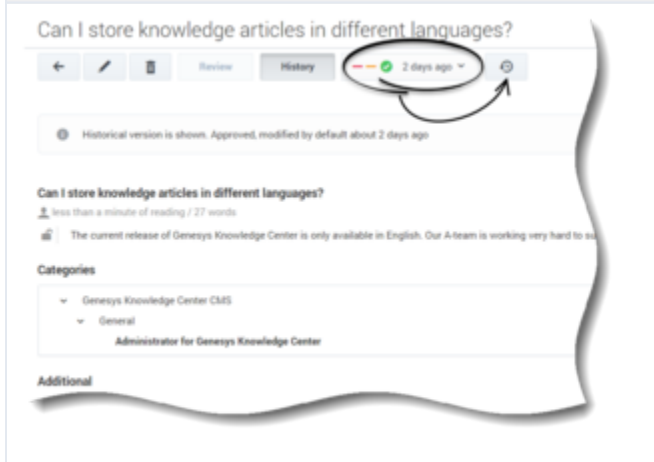 Can I store knowledge articles in different languages?
Review History 2 days ago
Historical version is shown. Approved, modified by default about 2 days ago
Can I store knowledge articles in different languages?
less than a minute of reading / 27 words
The current release of Genesys Knowledge Center is only available in English. Our A-team is working very hard to su
Categories
Genesys Knowledge Center CMS
General
Administrator for Genesys Knowledge Center
Additional